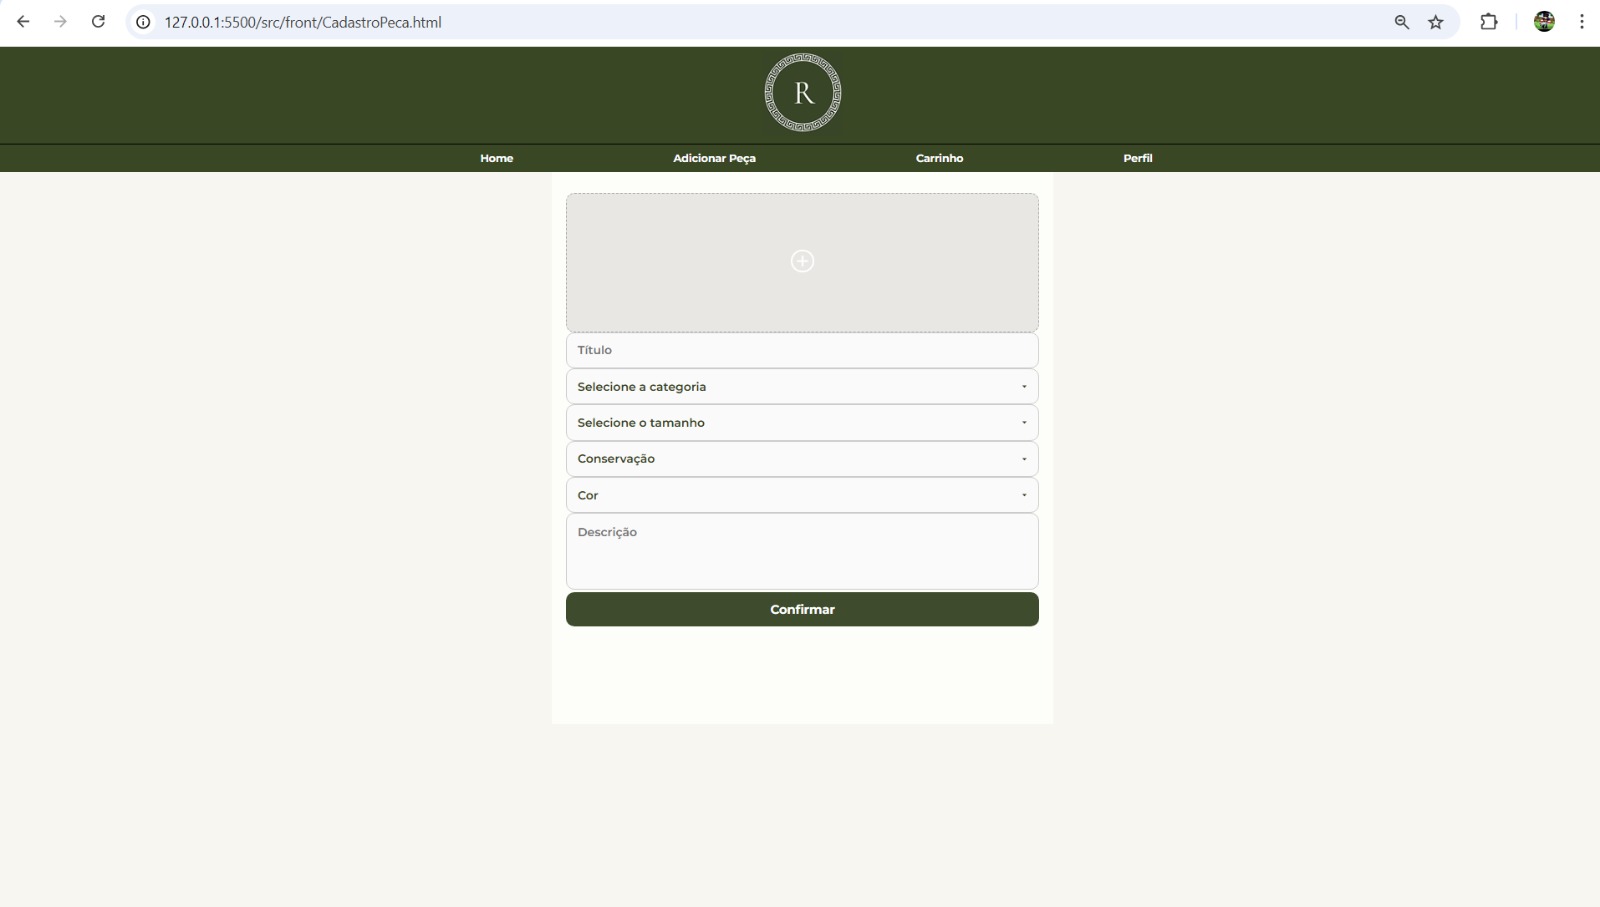 127.0.0.1:5500/src/front/CadastroPeca.html
R
Home Adicionar Peça Carrinho Perfil
Título
Selecione a categoria
Selecione o tamanho
Conservação
Cor
Descrição
Confirmar